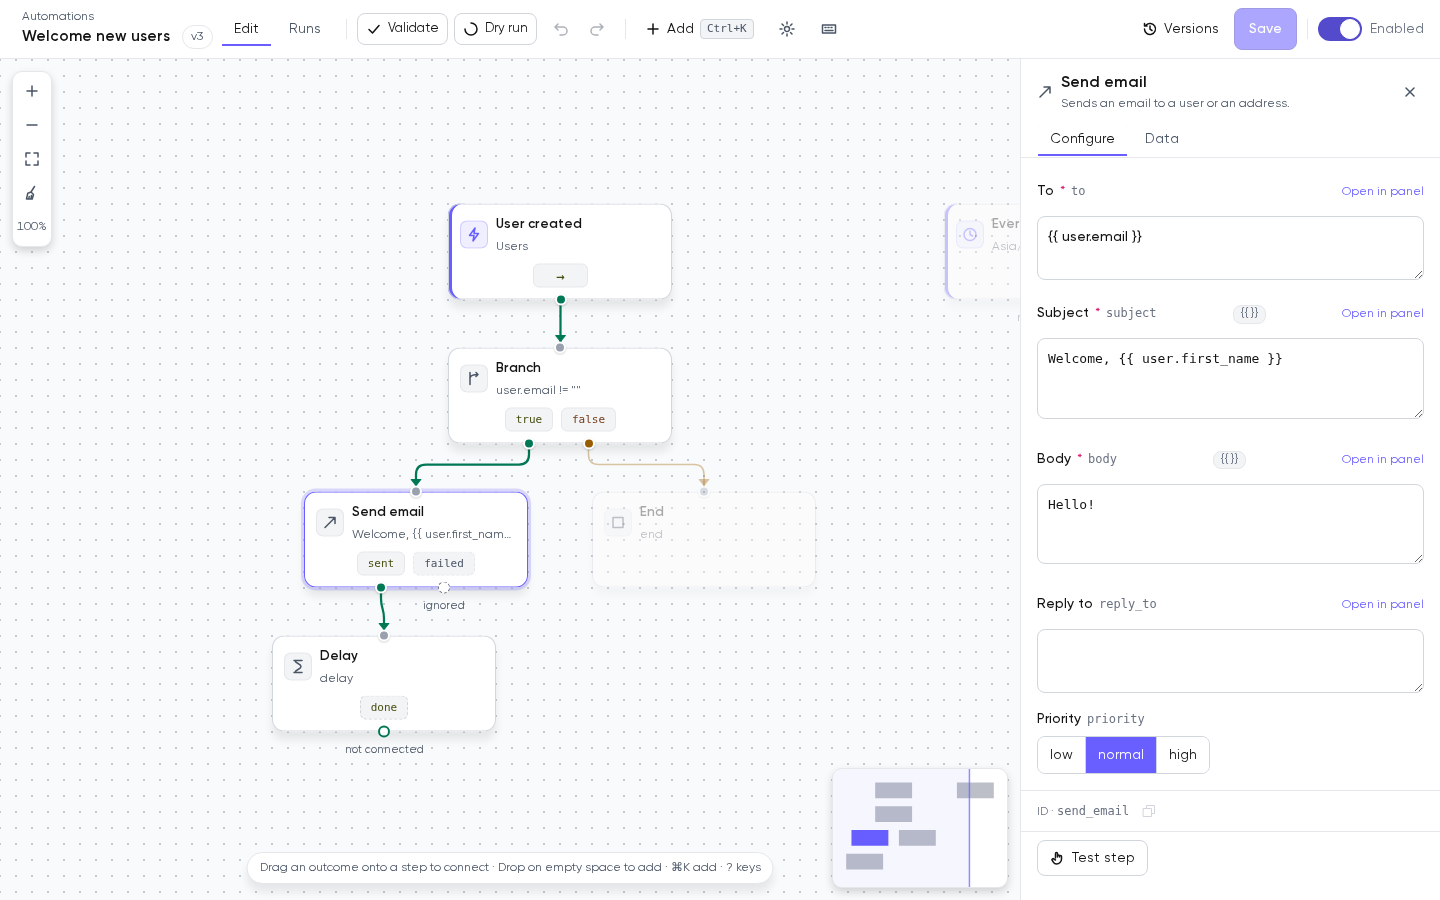 Automations
Welcome new users
v3
Edit
Runs
Validate
Dry run
Add
Ctrl+K
Versions
Save
Enabled
100%
User created
Users
→
Branch
user.email != ""
true
false
Send email
Welcome, {{ user.first_nam...
sent
failed
ignored
End
end
Delay
delay
done
not connected
Drag an outcome onto a step to connect · Drop on empty space to add · ⌘K add · ? keys
Send email
Sends an email to a user or an address.
Configure
Data
To * to
Open in panel
{{ user.email }}
Subject * subject
{{ }}
Open in panel
Welcome, {{ user.first_name }}
Body * body
{{ }}
Open in panel
Hello!
Reply to reply_to
Open in panel
Priority priority
low
normal
high
ID · send_email
Test step